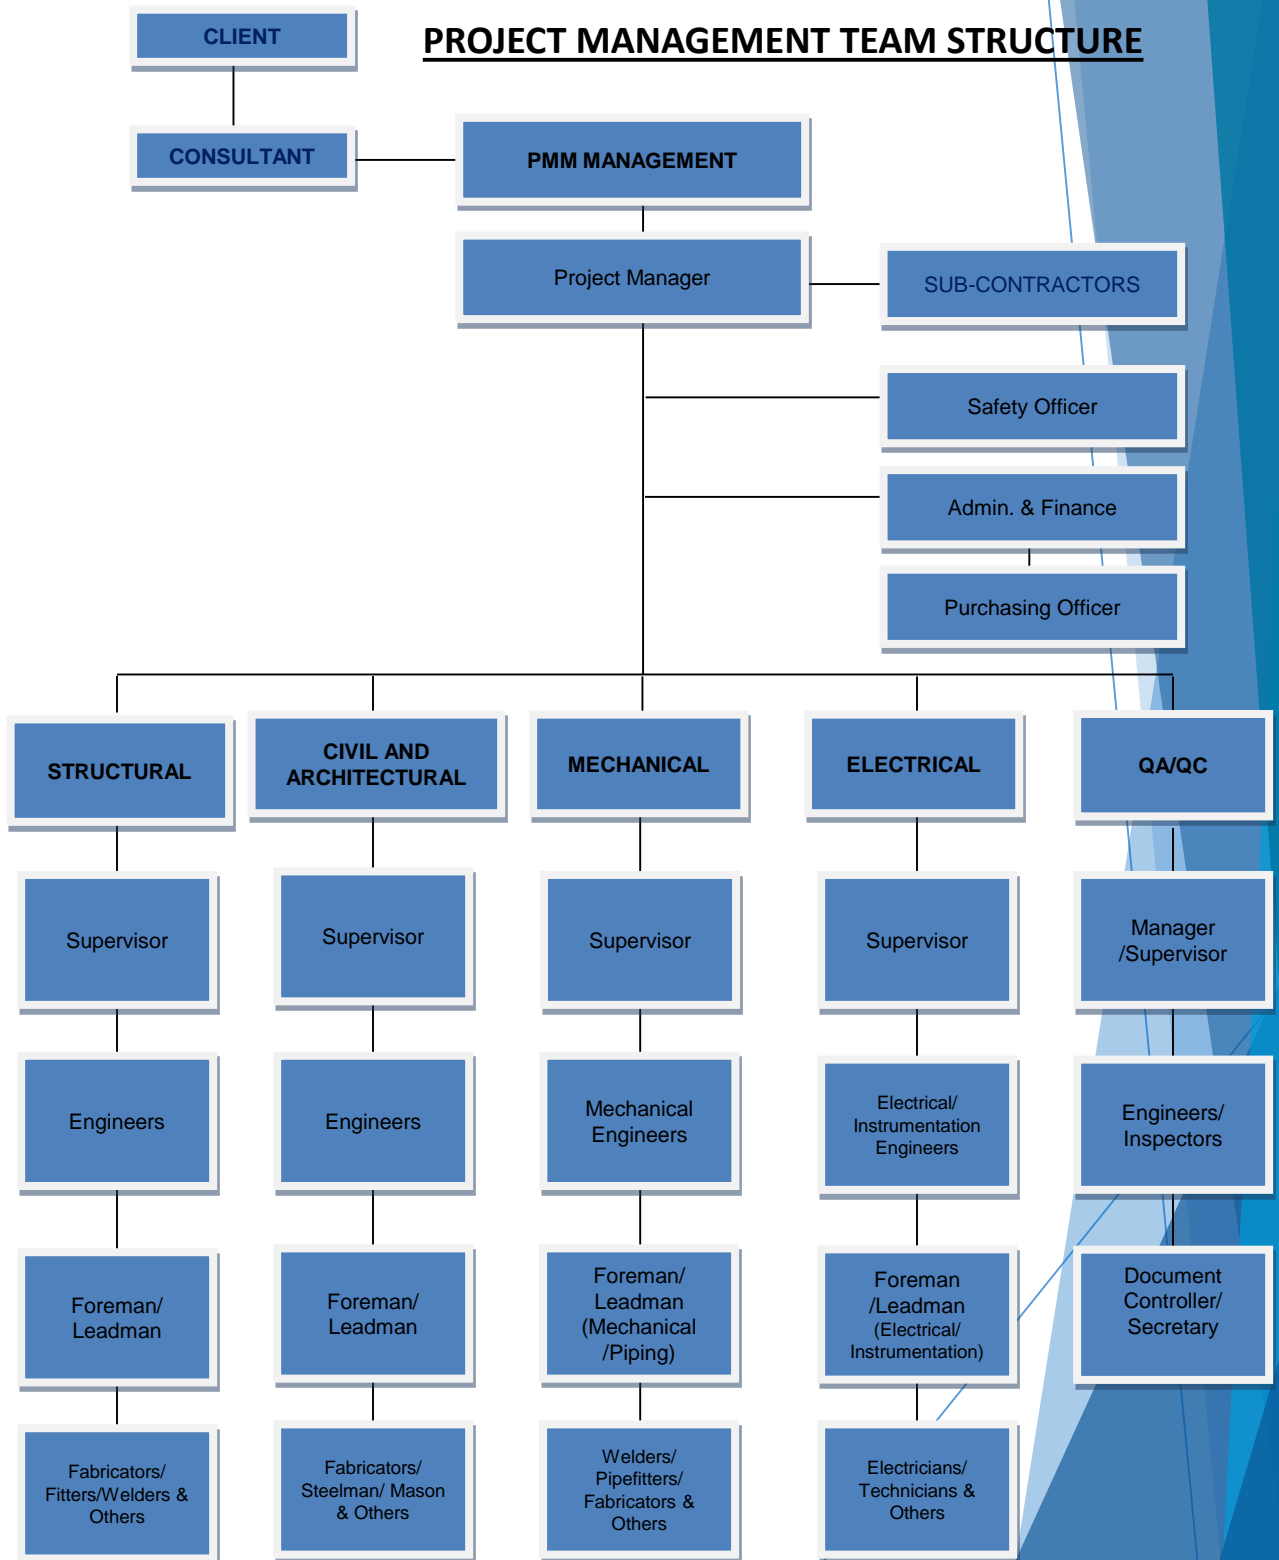 CLIENT
PROJECT MANAGEMENT TEAM STRUCTURE
CONSULTANT
PMM MANAGEMENT
Project Manager
SUB-CONTRACTORS
Safety Officer
Admin. & Finance
Purchasing Officer
STRUCTURAL
CIVIL AND
ARCHITECTURAL
MECHANICAL
ELECTRICAL
QA/QC
Supervisor
Supervisor
Supervisor
Supervisor
Manager
/Supervisor
Engineers
Engineers
Mechanical
Engineers
Electrical/
Instrumentation
Engineers
Engineers/
Inspectors
Foreman/
Leadman
Foreman/
Leadman
Foreman/
Leadman
(Mechanical
/Piping)
Foreman
/Leadman
(Electrical/
Instrumentation)
Document
Controller/
Secretary
Fabricators/
Fitters/Welders &
Others
Fabricators/
Steelman/ Mason
& Others
Welders/
Pipefitters/
Fabricators &
Others
Electricians/
Technicians &
Others